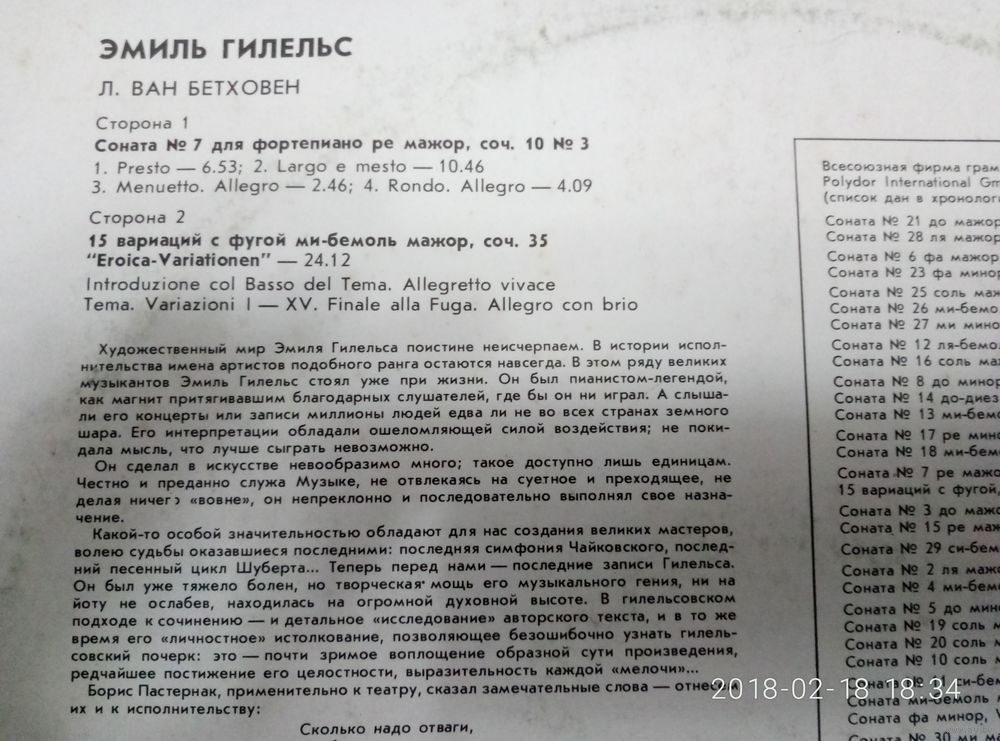 ЭМИЛЬ ГИЛЕЛЬС
Л. ВАН БЕТХОВЕН
Сторона 1
Соната № 7 для фортепиано ре мажор, соч. 10 № 3
1. Presto — 6.53; 2. Largo e mesto — 10.46
3. Menuetto. Allegro — 2.46; 4. Rondo. Allegro — 4.09
Сторона 2
15 вариаций с фугой ми-бемоль мажор, соч. 35
"Eroica-Variationen" — 24.12
Introduzione col Basso del Tema. Allegretto vivace
Tema. Variazioni I — XV. Finale alla Fuga. Allegro con brio
Художественный мир Эмиля Гилельса поистине неисчерпаем. В истории испол-
нительства имена артистов подобного ранга остаются навсегда. В этом ряду великих
музыкантов Эмиль Гилельс стоял уже при жизни. Он был пианистом-легендой,
как магнит притягивавшим благодарных слушателей, где бы он ни играл. А слыша-
ли его концерты или записи миллионы людей едва ли не во всех странах земного
шара. Его интерпретации обладали ошеломляющей силой воздействия; не поки-
дала мысль, что лучше сыграть невозможно.
Он сделал в искусстве невообразимо много; такое доступно лишь единицам.
Честно и преданно служа Музыке, не отвлекаясь на суетное и преходящее, не
делая ничего «вовне», он непреклонно и последовательно выполнял свое назна-
чение.
Какой-то особой значительностью обладают для нас создания великих мастеров,
волею судьбы оказавшиеся последними: последняя симфония Чайковского, послед-
ний песенный цикл Шуберта... Теперь перед нами — последние записи Гилельса.
Он был уже тяжело болен, но творческая мощь его музыкального гения, ни на
йоту не ослабев, находилась на огромной духовной высоте. В гилельсовском
подходе к сочинению — и детальное «исследование» авторского текста, и в то же
время его «личностное» истолкование, позволяющее безошибочно узнать гилель-
совский почерк: это — почти зримое воплощение образной сути произведения,
редчайшее постижение его целостности, выразительность каждой «мелочи»...
Борис Пастернак, применительно к театру, сказал замечательные слова — отнесем
их и к исполнительству:
Сколько надо отваги,
Всесоюзная фирма грам
Polydor International Gm
(список дан в хронолог
Соната № 21 до мажор
Соната № 28 ля мажор
Соната № 6 фа мажор
Соната № 23 фа минор
Соната № 25 соль маж
Соната № 26 ми-бемо
Соната № 27 ми мино
Соната № 12 ля-бемо
Соната № 16 соль ма
Соната № 8 до минор
Соната № 14 до-диез
Соната № 13 ми-бемо
Соната № 17 ре мино
Соната № 18 ми-бем
Соната № 7 ре мажо
15 вариаций с фугой,
Соната № 3 до мажо
Соната № 15 ре маж
Соната № 29 си-бем
Соната № 2 ля мажо
Соната № 4 ми-бемо
Соната № 5 до мино
Соната № 19 соль м
Соната № 20 соль м
Соната № 10 соль м
Соната № 11 си-бем
Соната ми-бемоль м
Соната фа минор,
Соната № 30 ми ма
2018-02-18 18:34